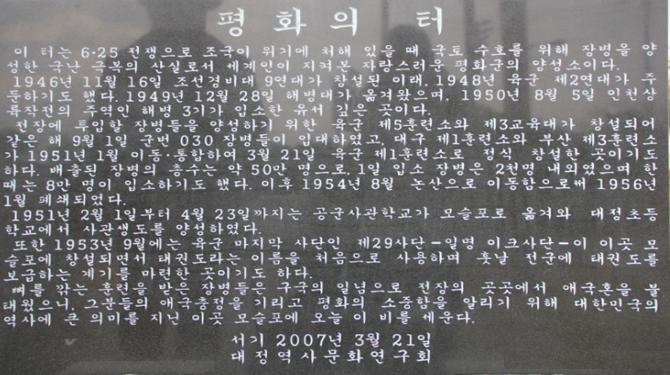 평화의 터
이 터는 6·25 전쟁으로 조국이 위기에 처해 있을 때 국토 수호를 위해 장병을 양
성한 국난 극복의 산실로서 세계인이 지켜본 자랑스러운 평화군의 양성소이다.
1946년 11월 16일 조선경비대 9연대가 창설된 이래, 1948년 육군 제2연대가 주
둔하기도 했다. 1949년 12월 28일 해병대가 옮겨왔으며, 1950년 8월 5일 인천상
륙작전의 주역인 해병 3기가 입소한 유서 깊은 곳이다.
전장에 투입할 장병들을 양성하기 위한 육군 제5훈련소와 제3교육대가 창설되어
같은 해 9월 1일 군번 030 장병들이 입대하였고, 대구 제1훈련소와 부산 제3훈련소
가 1951년 1월 이동·통합하여 3월 21일 육군 제1훈련소로 정식 창설한 곳이기도
하다. 배출된 장병의 총수는 약 50만 명으로, 1일 입소 장병은 2천명 내외였으며 한
때는 8만 명이 입소하기도 했다. 이후 1954년 8월 논산으로 이동함으로써 1956년
1월 폐쇄되었다.
1951년 2월 1일부터 4월 23일까지는 공군사관학교가 모슬포로 옮겨와 대정초등
학교에서 사관생도를 양성하였다.
또한 1953년 9월에는 육군 마지막 사단인 제29사단-일명 이크사단-이 이곳 모
슬포에 창설되면서 태권도라는 이름을 처음으로 사용하며 훗날 전군에 태권도를
보급하는 계기를 마련한 곳이기도 하다.
뼈를 깎는 훈련을 받은 장병들은 구국의 일념으로 전장의 곳곳에서 애국혼을 불
태웠으니, 그분들의 애국충정을 기리고 평화의 소중함을 알리기 위해 대한민국의
역사에 큰 의미를 지닌 이곳 모슬포에 오늘 이 비를 세운다.
서기 2007년 3월 21일
대정역사문화연구회